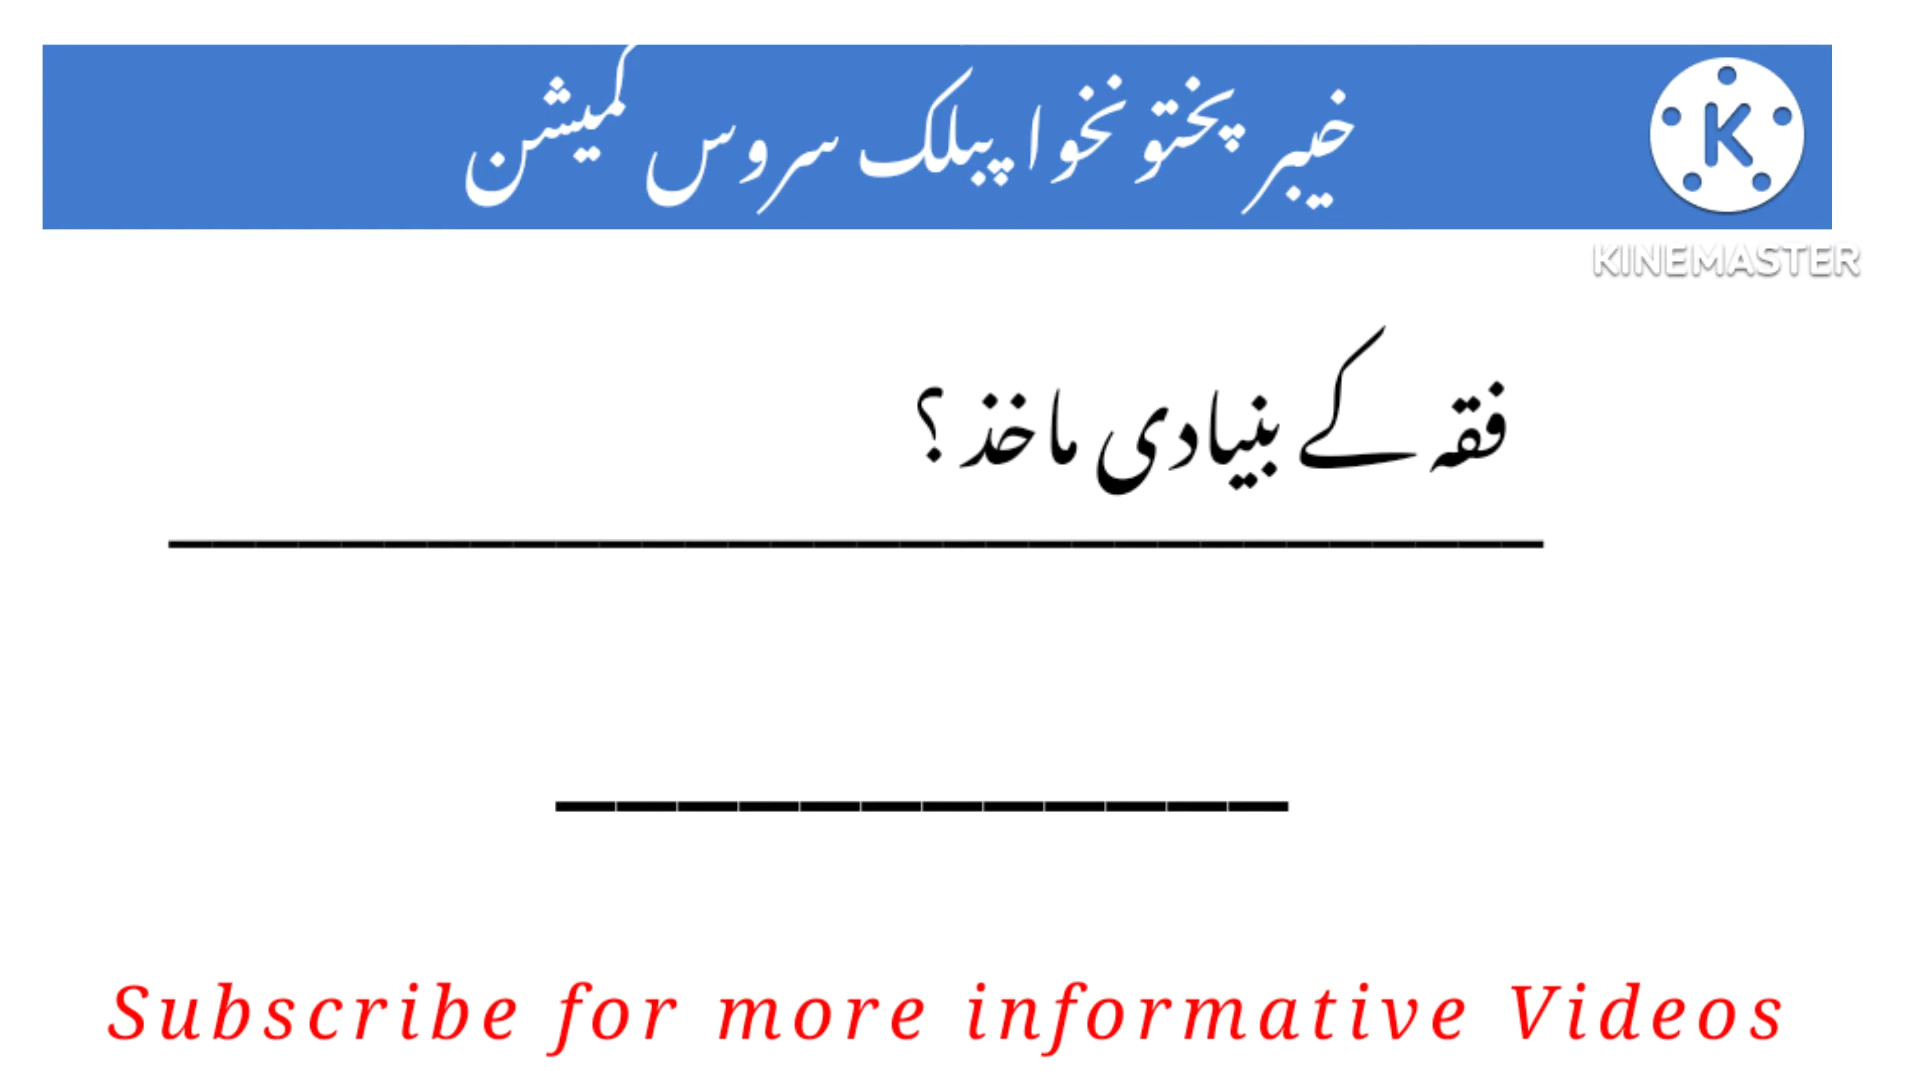 خیبر پختونخوا پبلک سروس کمیشن
K
KINEMASTER
فقہ کے بنیادی ماخذ ؟
Subscribe for more informative Videos